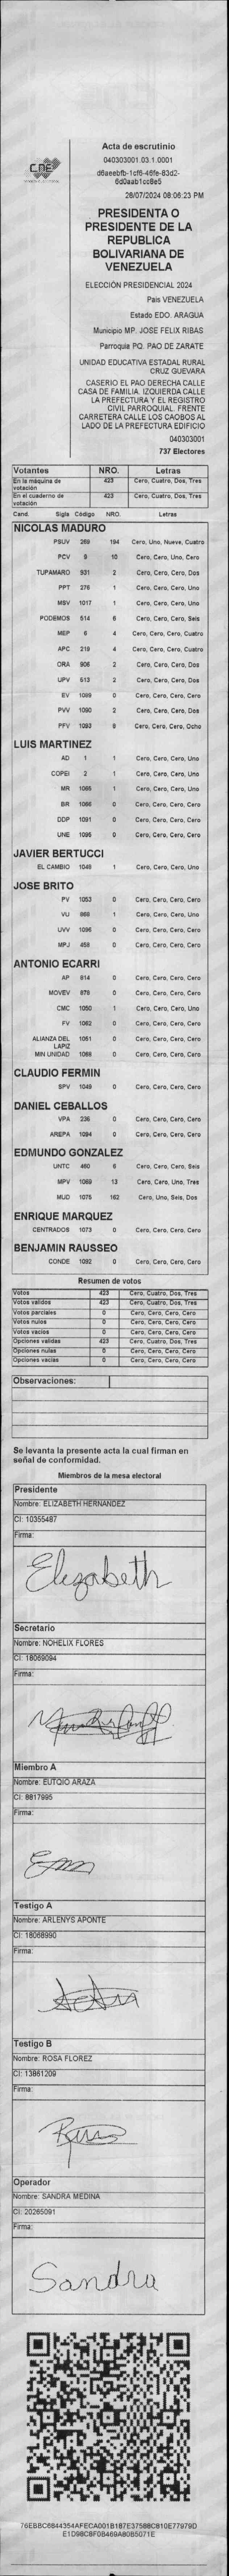 CNE
Acta de escrutinio
040303001.03.1.0001
d6aeebfb-1cf6-46fe-83d2-
6d0aab1cc8e5
28/07/2024 08:06:23 PM
PRESIDENTA O
PRESIDENTE DE LA
REPUBLICA
BOLIVARIANA DE
VENEZUELA
ELECCIÓN PRESIDENCIAL 2024
Pais VENEZUELA
Estado EDO. ARAGUA
Municipio MP. JOSE FELIX RIBAS
Parroquia PQ. PAO DE ZARATE
UNIDAD EDUCATIVA ESTADAL RURAL
CRUZ GUEVARA
CASERIO EL PAO DERECHA CALLE
CASA DE FAMILIA. IZQUIERDA CALLE
LA PREFECTURA Y EL REGISTRO
CIVIL PARROQUIAL. FRENTE
CARRETERA CALLE LOS CAOBOS AL
LADO DE LA PREFECTURA EDIFICIO
040303001
737 Electores
Votantes NRO. Letras
En la máquina de votación 423 Cero, Cuatro, Dos, Tres
En el cuaderno de votación 423 Cero, Cuatro, Dos, Tres
Cand. Sigla Código NRO. Letras
NICOLAS MADURO
PSUV 269 194 Cero, Uno, Nueve, Cuatro
PCV 9 10 Cero, Cero, Uno, Cero
TUPAMARO 931 2 Cero, Cero, Cero, Dos
PPT 276 1 Cero, Cero, Cero, Uno
MSV 1017 1 Cero, Cero, Cero, Uno
PODEMOS 514 6 Cero, Cero, Cero, Seis
MEP 6 4 Cero, Cero, Cero, Cuatro
APC 219 4 Cero, Cero, Cero, Cuatro
ORA 906 2 Cero, Cero, Cero, Dos
UPV 613 2 Cero, Cero, Cero, Dos
EV 1089 0 Cero, Cero, Cero, Cero
PVV 1090 2 Cero, Cero, Cero, Dos
PFV 1093 8 Cero, Cero, Cero, Ocho
LUIS MARTINEZ
AD 1 1 Cero, Cero, Cero, Uno
COPEI 2 1 Cero, Cero, Cero, Uno
MR 1065 1 Cero, Cero, Cero, Uno
BR 1066 0 Cero, Cero, Cero, Cero
DDP 1091 0 Cero, Cero, Cero, Cero
UNE 1095 0 Cero, Cero, Cero, Cero
JAVIER BERTUCCI
EL CAMBIO 1048 1 Cero, Cero, Cero, Uno
JOSE BRITO
PV 1053 0 Cero, Cero, Cero, Cero
VU 868 1 Cero, Cero, Cero, Uno
UVV 1096 0 Cero, Cero, Cero, Cero
MPJ 458 0 Cero, Cero, Cero, Cero
ANTONIO ECARRI
AP 814 0 Cero, Cero, Cero, Cero
MOVEV 879 0 Cero, Cero, Cero, Cero
CMC 1050 1 Cero, Cero, Cero, Uno
FV 1062 0 Cero, Cero, Cero, Cero
ALIANZA DEL LAPIZ 1051 0 Cero, Cero, Cero, Cero
MIN UNIDAD 1068 0 Cero, Cero, Cero, Cero
CLAUDIO FERMIN
SPV 1049 0 Cero, Cero, Cero, Cero
DANIEL CEBALLOS
VPA 236 0 Cero, Cero, Cero, Cero
AREPA 1094 0 Cero, Cero, Cero, Cero
EDMUNDO GONZALEZ
UNTC 460 6 Cero, Cero, Cero, Seis
MPV 1069 13 Cero, Cero, Uno, Tres
MUD 1075 162 Cero, Uno, Seis, Dos
ENRIQUE MARQUEZ
CENTRADOS 1073 0 Cero, Cero, Cero, Cero
BENJAMIN RAUSSEO
CONDE 1092 0 Cero, Cero, Cero, Cero
Resumen de votos
Votos 423 Cero, Cuatro, Dos, Tres
Votos validos 423 Cero, Cuatro, Dos, Tres
Votos parciales 0 Cero, Cero, Cero, Cero
Votos nulos 0 Cero, Cero, Cero, Cero
Votos vacios 0 Cero, Cero, Cero, Cero
Opciones validas 423 Cero, Cuatro, Dos, Tres
Opciones nulas 0 Cero, Cero, Cero, Cero
Opciones vacias 0 Cero, Cero, Cero, Cero
Observaciones:
Se levanta la presente acta la cual firman en
señal de conformidad.
Miembros de la mesa electoral
Presidente
Nombre: ELIZABETH HERNANDEZ
CI: 10355487
Firma:
Elizabeth
Secretario
Nombre: NOHELIX FLORES
CI: 18069094
Firma:
Miembro A
Nombre: EUTQIO ARAZA
CI: 8817995
Firma:
Testigo A
Nombre: ARLENYS APONTE
CI: 18068990
Firma:
Testigo B
Nombre: ROSA FLOREZ
CI: 13861209
Firma:
Operador
Nombre: SANDRA MEDINA
CI: 20265091
Firma:
Sandra
76EBBC6844354AFECA001B187E37588C810E77979D
E1D98C8F0B469A80B5071E